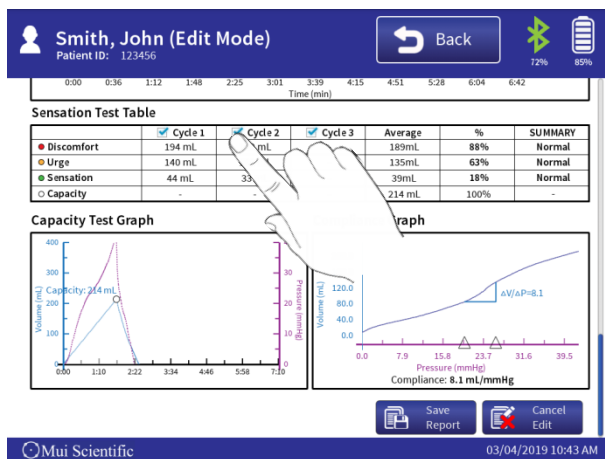 Smith, John (Edit Mode)
Patient ID: 123456
Back
72%
85%
0:00 0:36 1:12 1:48 2:25 3:01 3:39 4:15 4:51 5:28 6:04 6:42
Time (min)
Sensation Test Table
Cycle 1 Cycle 2 Cycle 3 Average % SUMMARY
Discomfort 194 mL mL 189mL 88% Normal
Urge 140 mL 135mL 63% Normal
Sensation 44 mL 33 39mL 18% Normal
Capacity - - 214 mL 100% -
Capacity Test Graph
raph
400
300
200
100
0
Volume (mL)
Capacity: 214 mL
30
20
10
0
Pressure (mmHg)
0:00 1:10 2:22 3:34 4:46 5:58 7:10
Volume (mL)
120.0
80.0
40.0
0.0
ΔV/ΔP=8.1
0.0 7.9 15.8 23.7 31.6 39.5
Pressure (mmHg)
Compliance: 8.1 mL/mmHg
Save
Report
Cancel
Edit
Mui Scientific
03/04/2019 10:43 AM